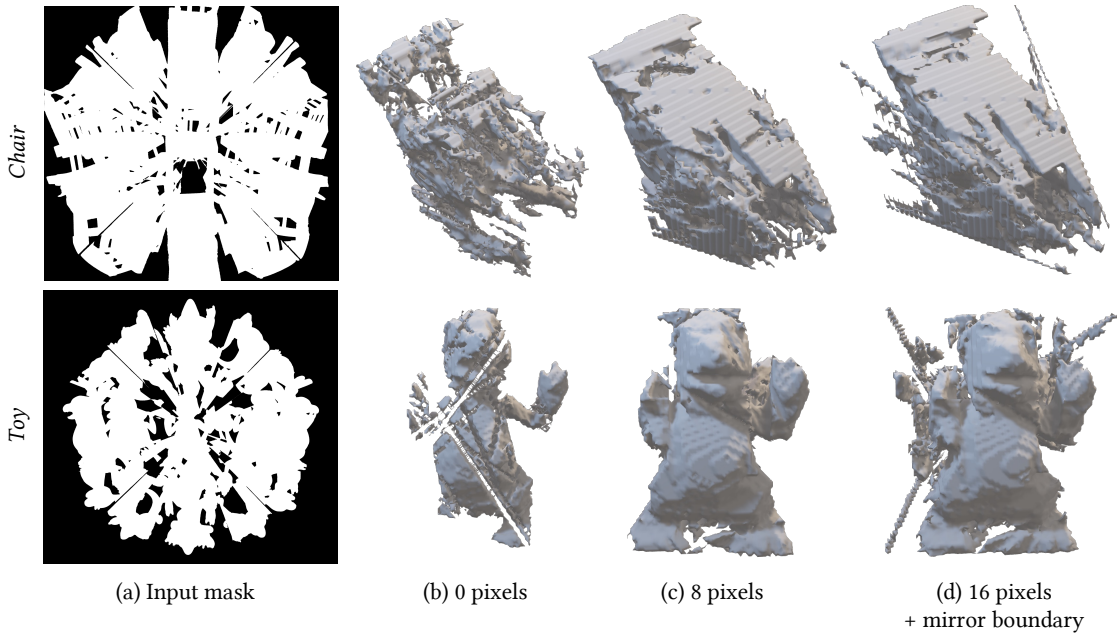 Chair
Toy
(a) Input mask
(b) 0 pixels
(c) 8 pixels
(d) 16 pixels
+ mirror boundary